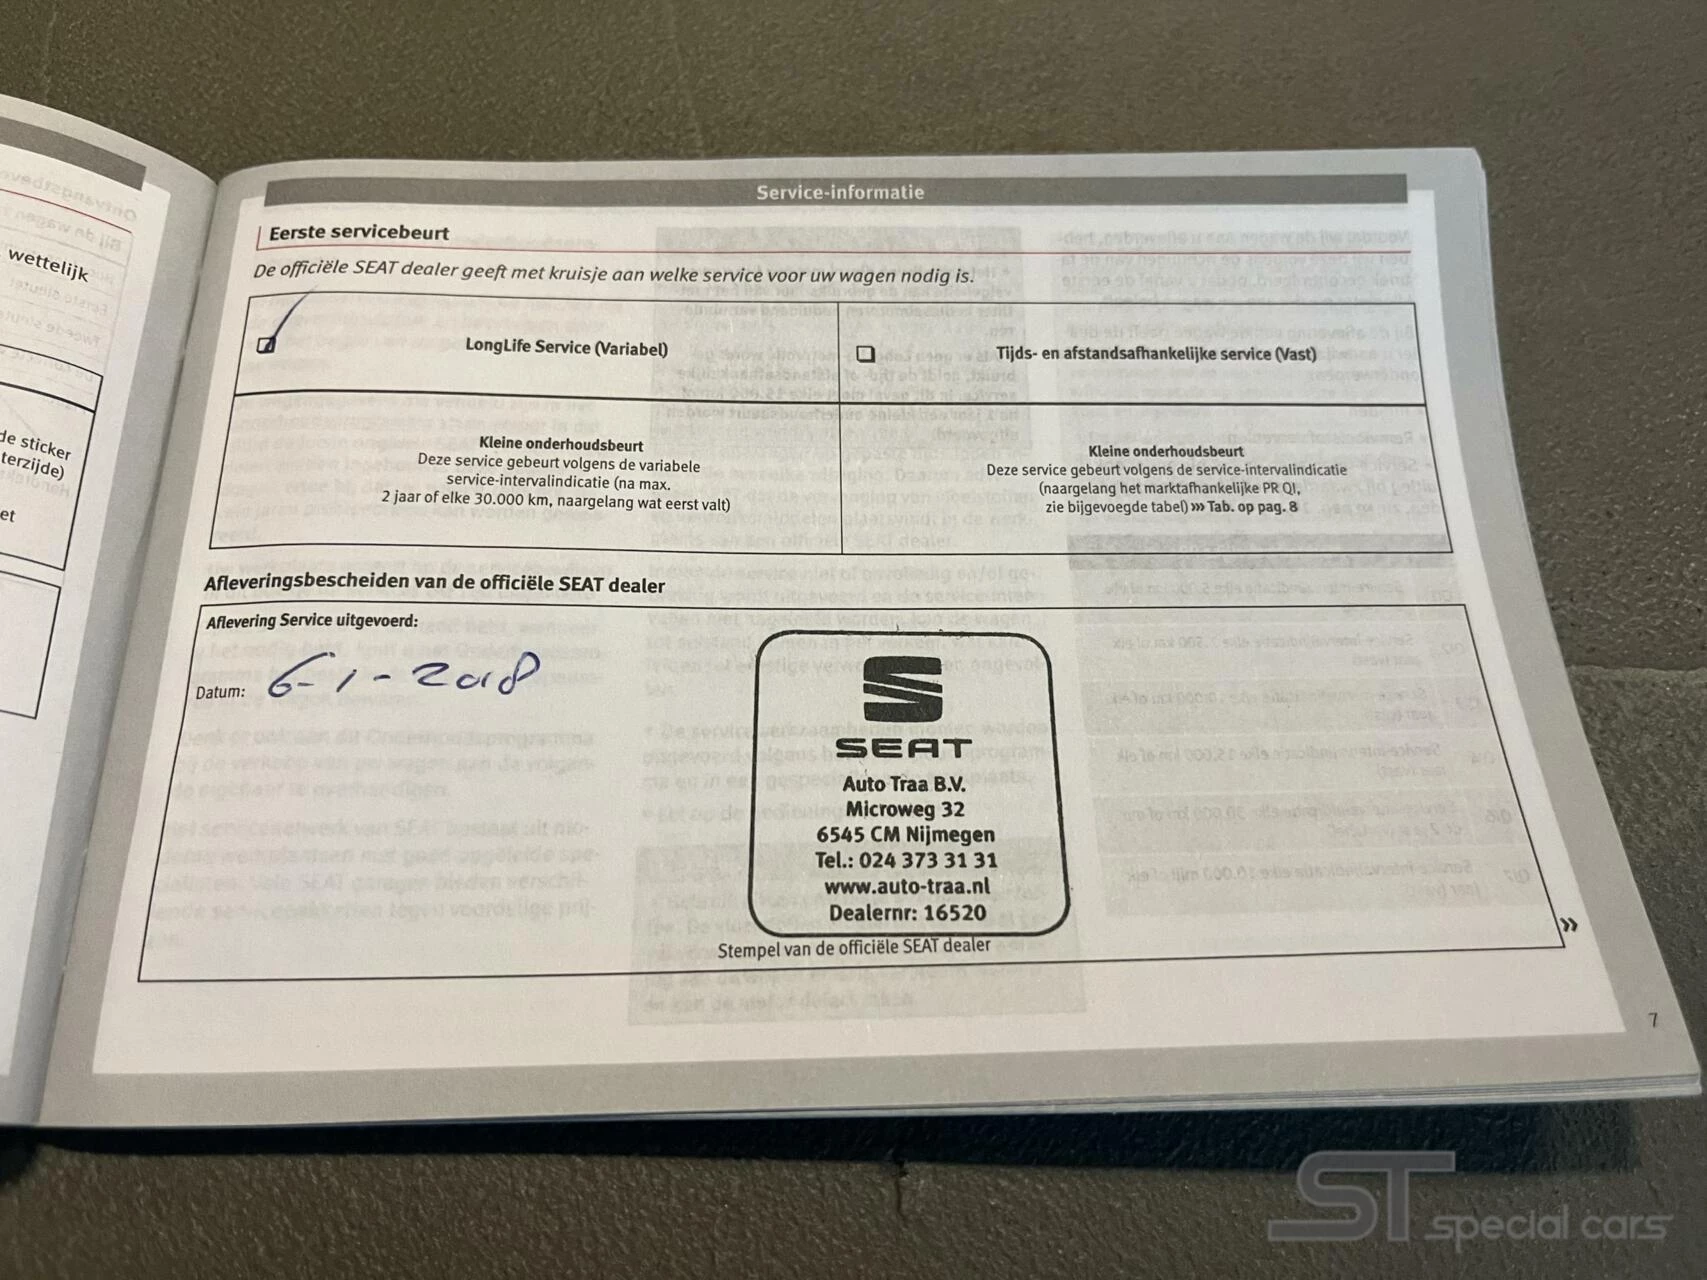 wettelijk
de sticker
terzijde)
et
Service-informatie
Eerste servicebeurt
De officiële SEAT dealer geeft met kruisje aan welke service voor uw wagen nodig is.
LongLife Service (Variabel)
Tijds- en afstandsafhankelijke service (Vast)
Kleine onderhoudsbeurt
Deze service gebeurt volgens de variabele
service-intervalindicatie (na max.
2 jaar of elke 30.000 km, naargelang wat eerst valt)
Kleine onderhoudsbeurt
Deze service gebeurt volgens de service-intervalindicatie
(naargelang het marktafhankelijke PR QI,
zie bijgevoegde tabel) ››› Tab. op pag. 8
Afleveringsbescheiden van de officiële SEAT dealer
Aflevering Service uitgevoerd:
Datum: 6-1-2018
SEAT
Auto Traa B.V.
Microweg 32
6545 CM Nijmegen
Tel.: 024 373 31 31
www.auto-traa.nl
Dealernr: 16520
Stempel van de officiële SEAT dealer
»
7
ST special cars